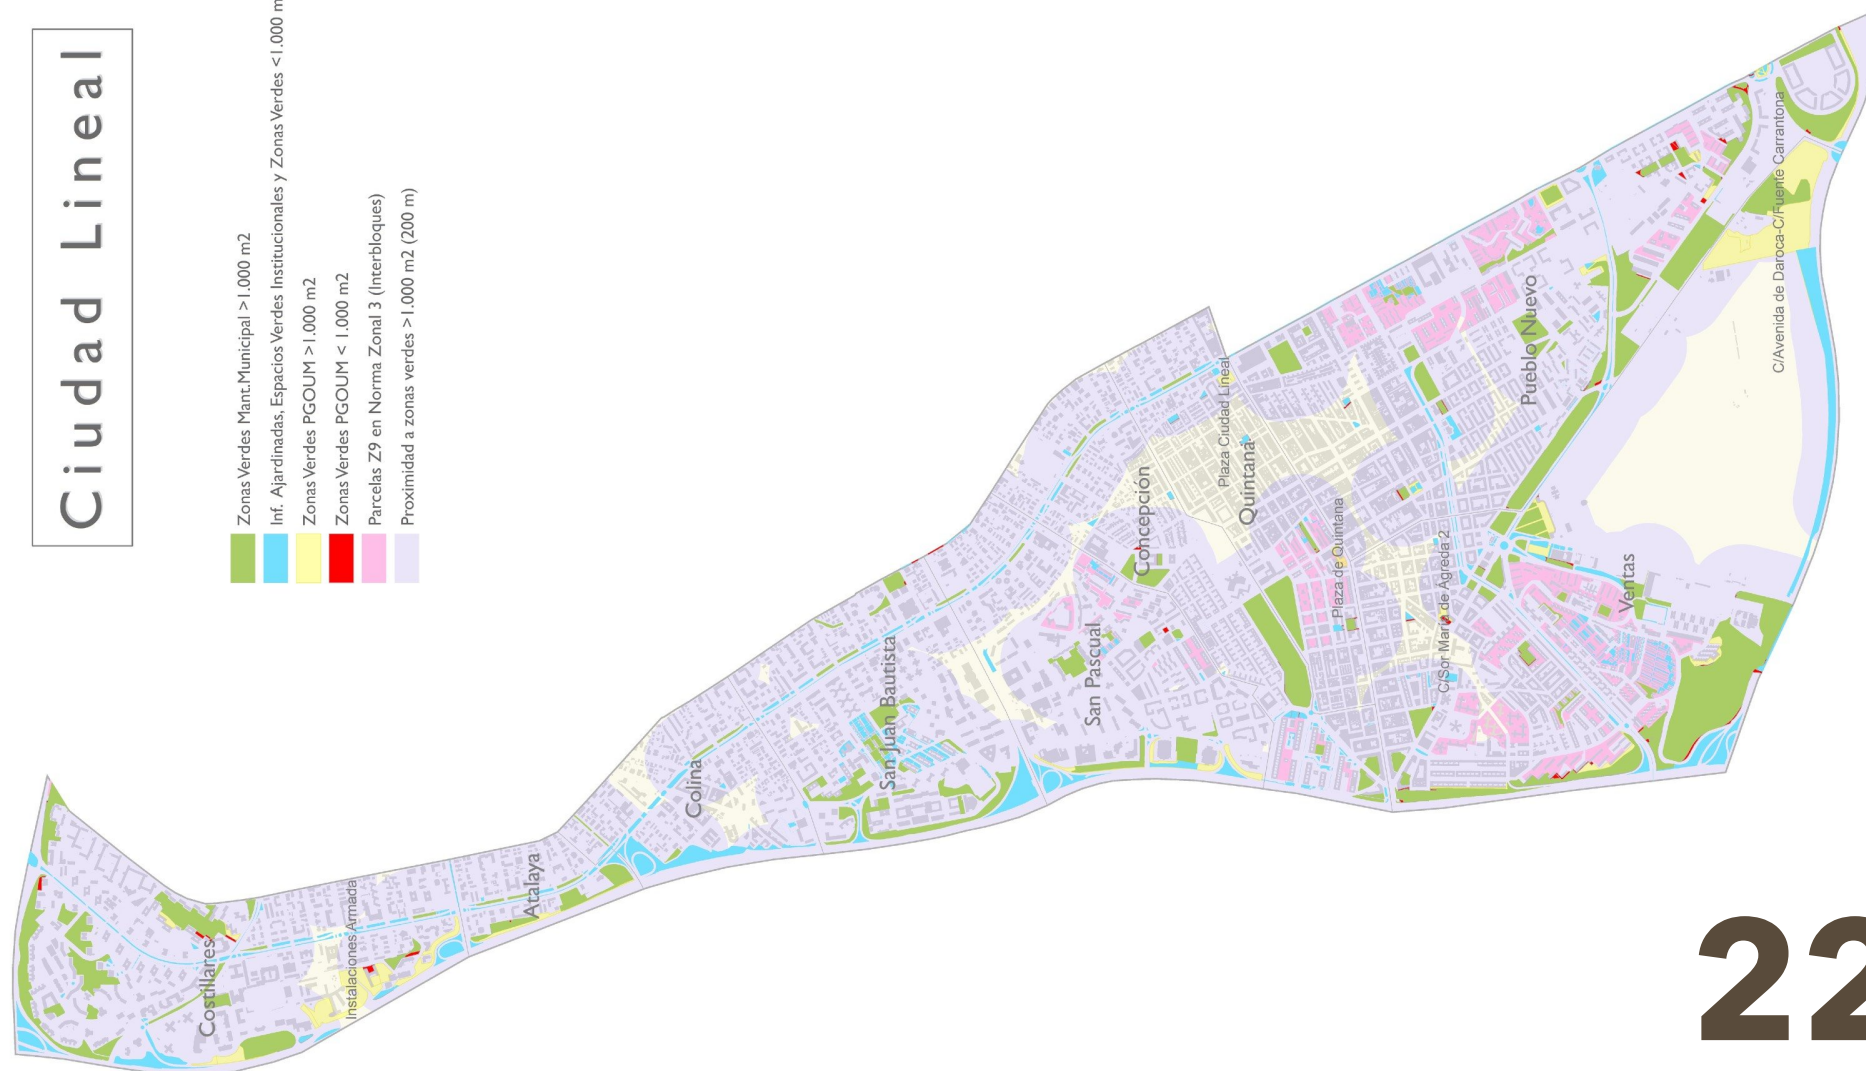 Ciudad Lineal
Zonas Verdes Mant.Municipal >1.000 m2
Inf. Ajardinadas, Espacios Verdes Institucionales y Zonas Verdes <1.000 m
Zonas Verdes PGOUM >1.000 m2
Zonas Verdes PGOUM < 1.000 m2
Parcelas Z9 en Norma Zonal 3 (Interbloques)
Proximidad a zonas verdes >1.000 m2 (200 m)
Costillares
Instalaciones Armada
Atalaya
Colina
San Juan Bautista
San Pascual
Concepción
Plaza Ciudad Lineal
Quintana
Plaza de Quintana
C/Sor María de Agreda 2
Pueblo Nuevo
Ventas
C/Avenida de Daroca-C/Fuente Carrantona
22